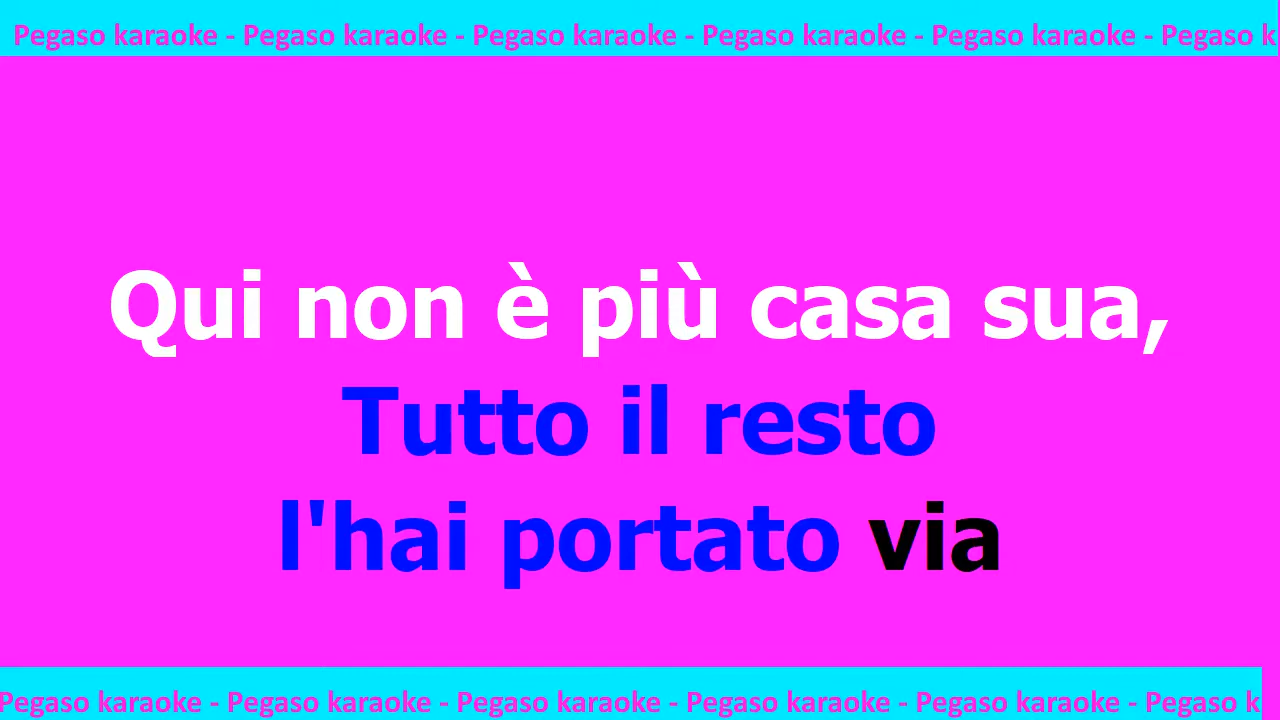 Pegaso karaoke - Pegaso karaoke - Pegaso karaoke - Pegaso karaoke - Pegaso karaoke - Pegaso k
Qui non è più casa sua,
Tutto il resto
l'hai portato via
Pegaso karaoke - Pegaso karaoke - Pegaso karaoke - Pegaso karaoke - Pegaso karaoke - Pegaso k